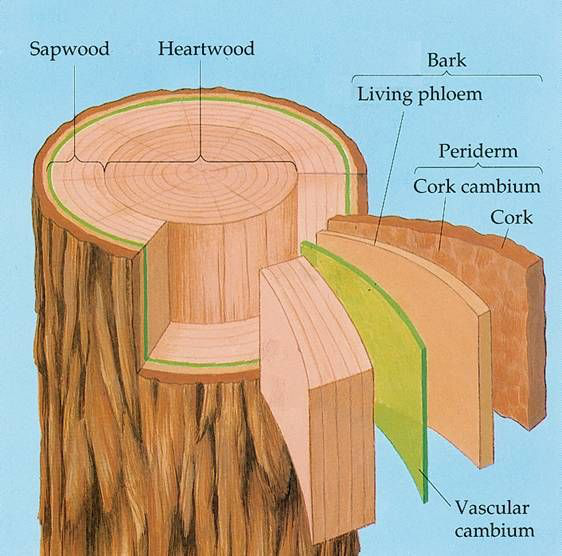 Sapwood
Heartwood
Bark
Living phloem
Periderm
Cork cambium
Cork
Vascular
cambium